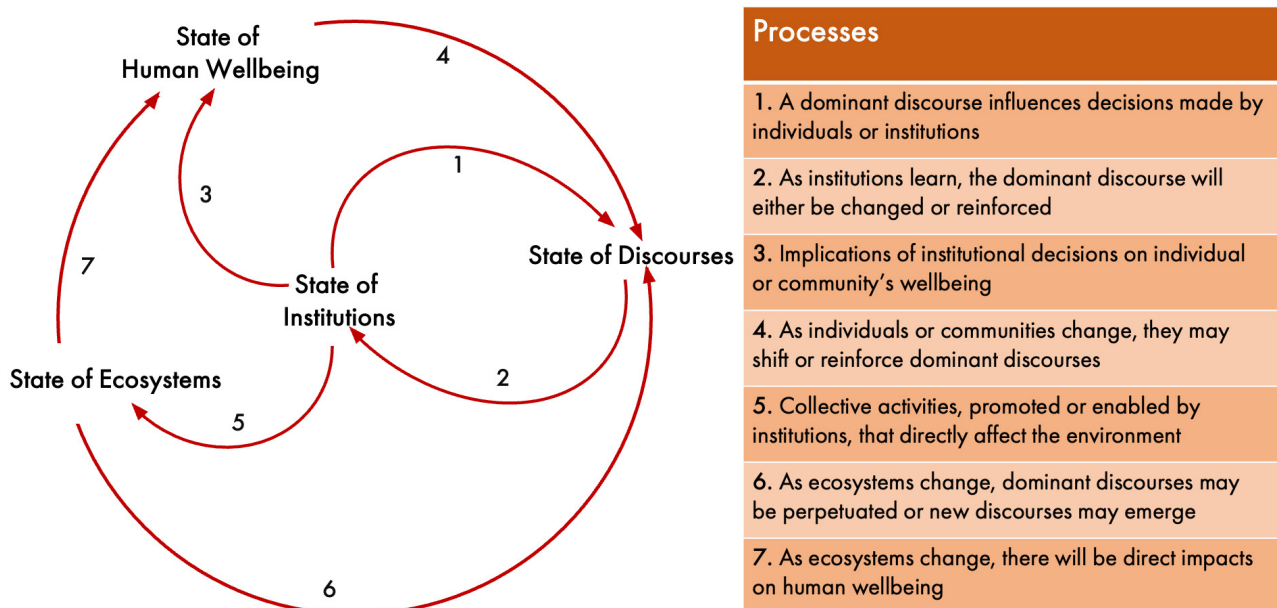 State of
Human Wellbeing
4
1
3
7
State of Discourses
State of
Institutions
State of Ecosystems
2
5
6
Processes
1. A dominant discourse influences decisions made by
individuals or institutions
2. As institutions learn, the dominant discourse will
either be changed or reinforced
3. Implications of institutional decisions on individual
or community's wellbeing
4. As individuals or communities change, they may
shift or reinforce dominant discourses
5. Collective activities, promoted or enabled by
institutions, that directly affect the environment
6. As ecosystems change, dominant discourses may
be perpetuated or new discourses may emerge
7. As ecosystems change, there will be direct impacts
on human wellbeing